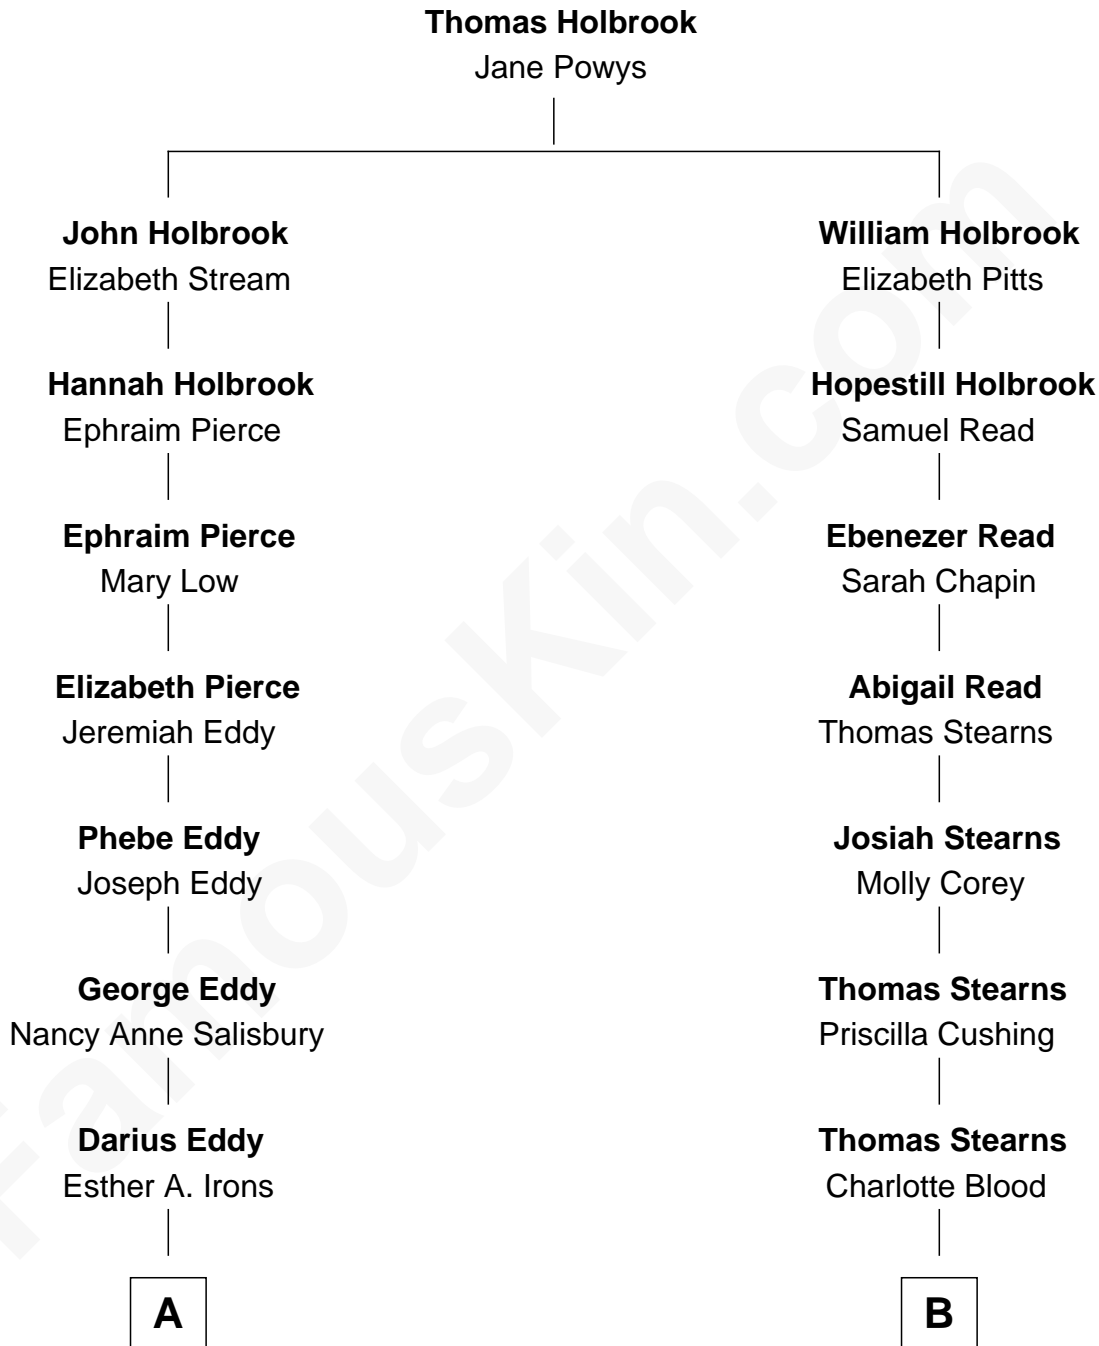 Thomas Holbrook
Jane Powys
John Holbrook
Elizabeth Stream
Hannah Holbrook
Ephraim Pierce
Ephraim Pierce
Mary Low
Elizabeth Pierce
Jeremiah Eddy
Phebe Eddy
Joseph Eddy
George Eddy
Nancy Anne Salisbury
Darius Eddy
Esther A. Irons
A
William Holbrook
Elizabeth Pitts
Hopestill Holbrook
Samuel Read
Ebenezer Read
Sarah Chapin
Abigail Read
Thomas Stearns
Josiah Stearns
Molly Corey
Thomas Stearns
Priscilla Cushing
Thomas Stearns
Charlotte Blood
B
FamousKin.com